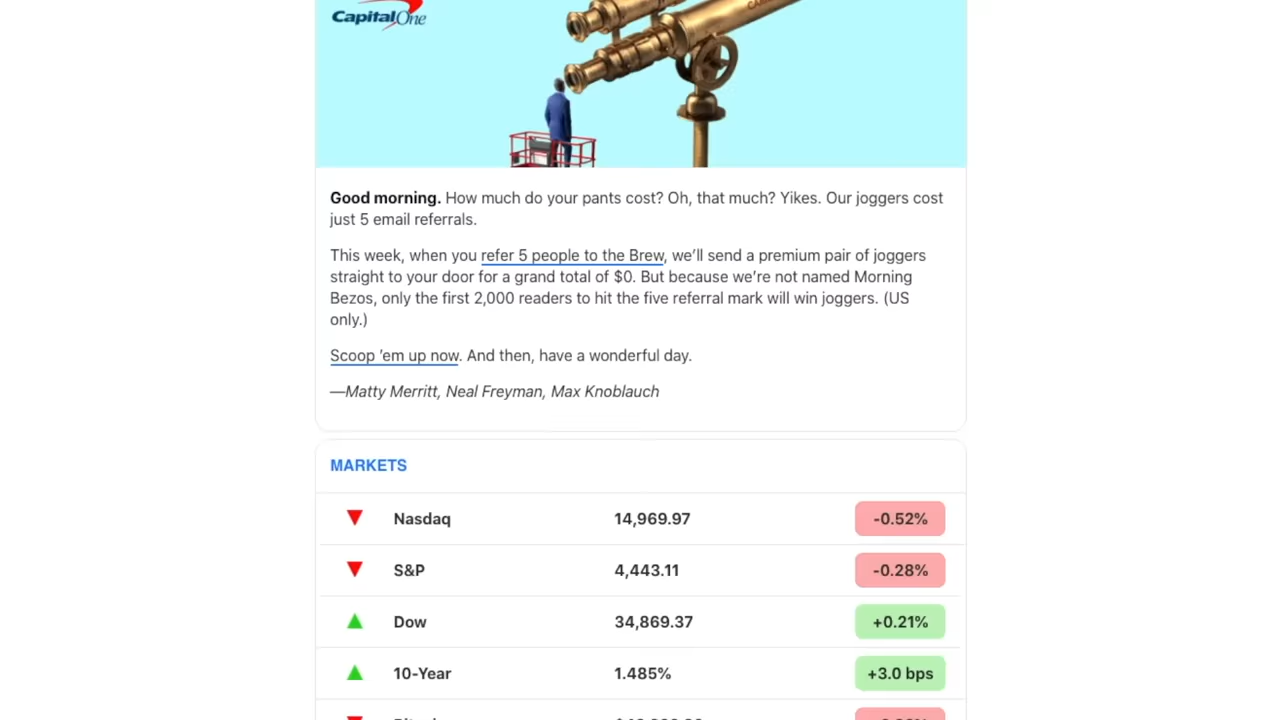 Capital One
Good morning. How much do your pants cost? Oh, that much? Yikes. Our joggers cost
just 5 email referrals.
This week, when you refer 5 people to the Brew, we’ll send a premium pair of joggers
straight to your door for a grand total of $0. But because we’re not named Morning
Bezos, only the first 2,000 readers to hit the five referral mark will win joggers. (US
only.)
Scoop ’em up now. And then, have a wonderful day.
—Matty Merritt, Neal Freyman, Max Knoblauch
MARKETS
Nasdaq 14,969.97 -0.52%
S&P 4,443.11 -0.28%
Dow 34,869.37 +0.21%
10-Year 1.485% +3.0 bps